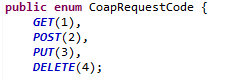 public enum CoapRequestCode {
GET(1),
POST(2),
PUT(3),
DELETE(4);